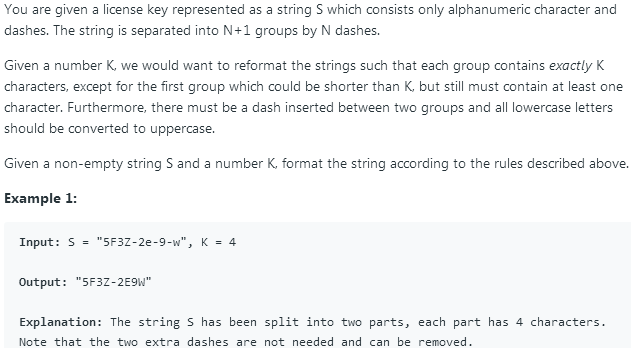 You are given a license key represented as a string S which consists only alphanumeric character and
dashes. The string is separated into N+1 groups by N dashes.
Given a number K, we would want to reformat the strings such that each group contains exactly K
characters, except for the first group which could be shorter than K, but still must contain at least one
character. Furthermore, there must be a dash inserted between two groups and all lowercase letters
should be converted to uppercase.
Given a non-empty string S and a number K, format the string according to the rules described above.
Example 1:
Input: S = "5F3Z-2e-9-w", K = 4
Output: "5F3Z-2E9W"
Explanation: The string S has been split into two parts, each part has 4 characters.
Note that the two extra dashes are not needed and can be removed.